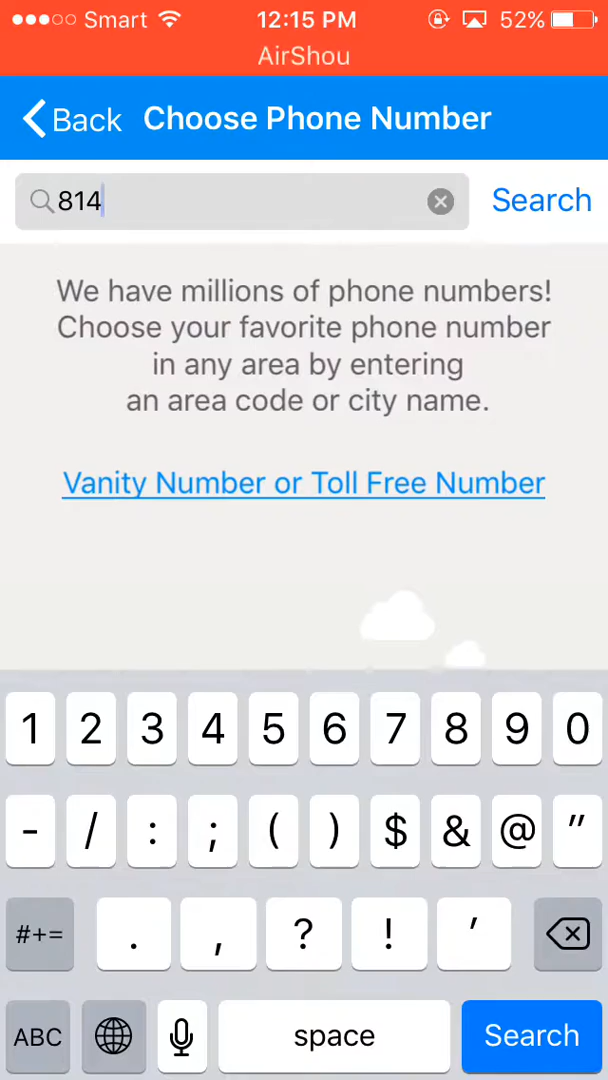 Smart 12:15 PM 52%
AirShou
Back Choose Phone Number
814 Search
We have millions of phone numbers!
Choose your favorite phone number
in any area by entering
an area code or city name.
Vanity Number or Toll Free Number
1 2 3 4 5 6 7 8 9 0
- / : ; ( ) $ & @ "
#+= . , ? ! '
ABC space Search